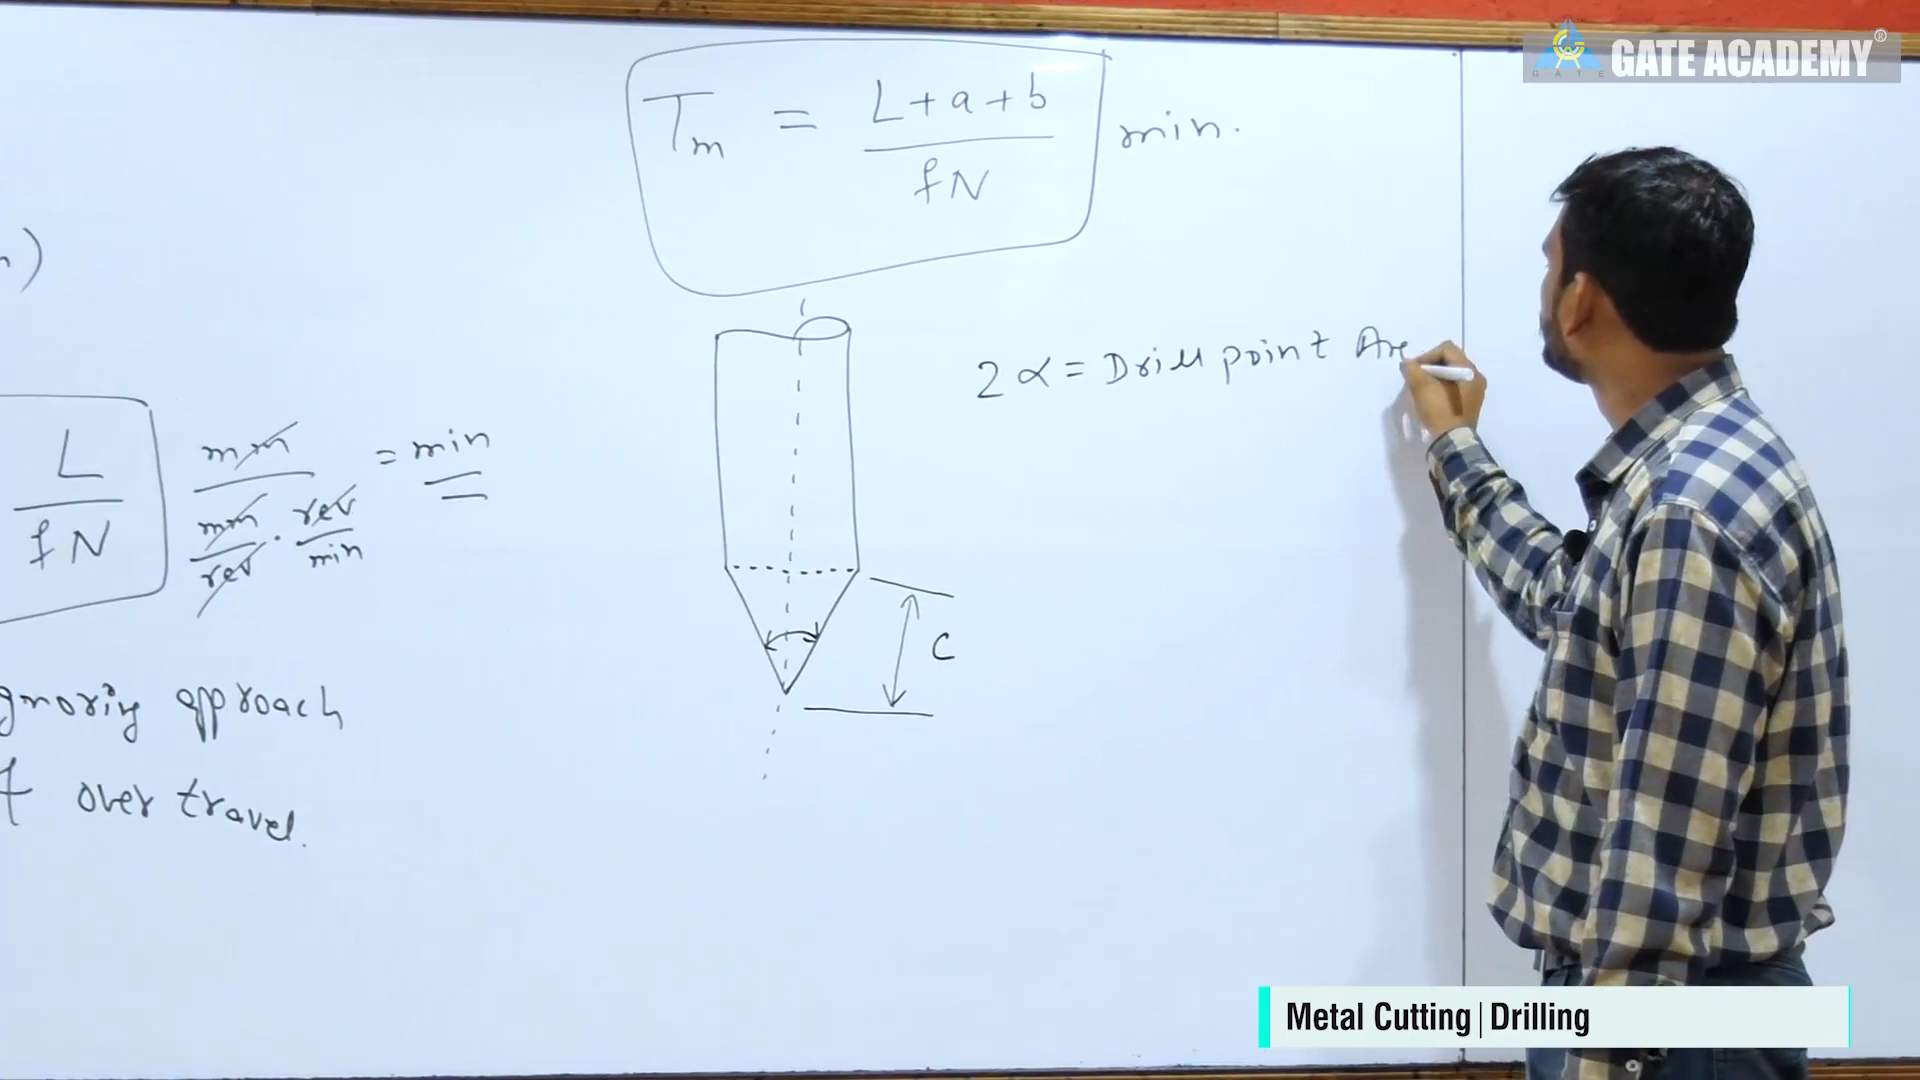 GATE ACADEMY®
GATE
Tm = L+a+b / fN min.
n)
L / fN mm / mm/rev · rev/min = min
2α = Drill point
C
gnoring approach
over travel.
Metal Cutting | Drilling